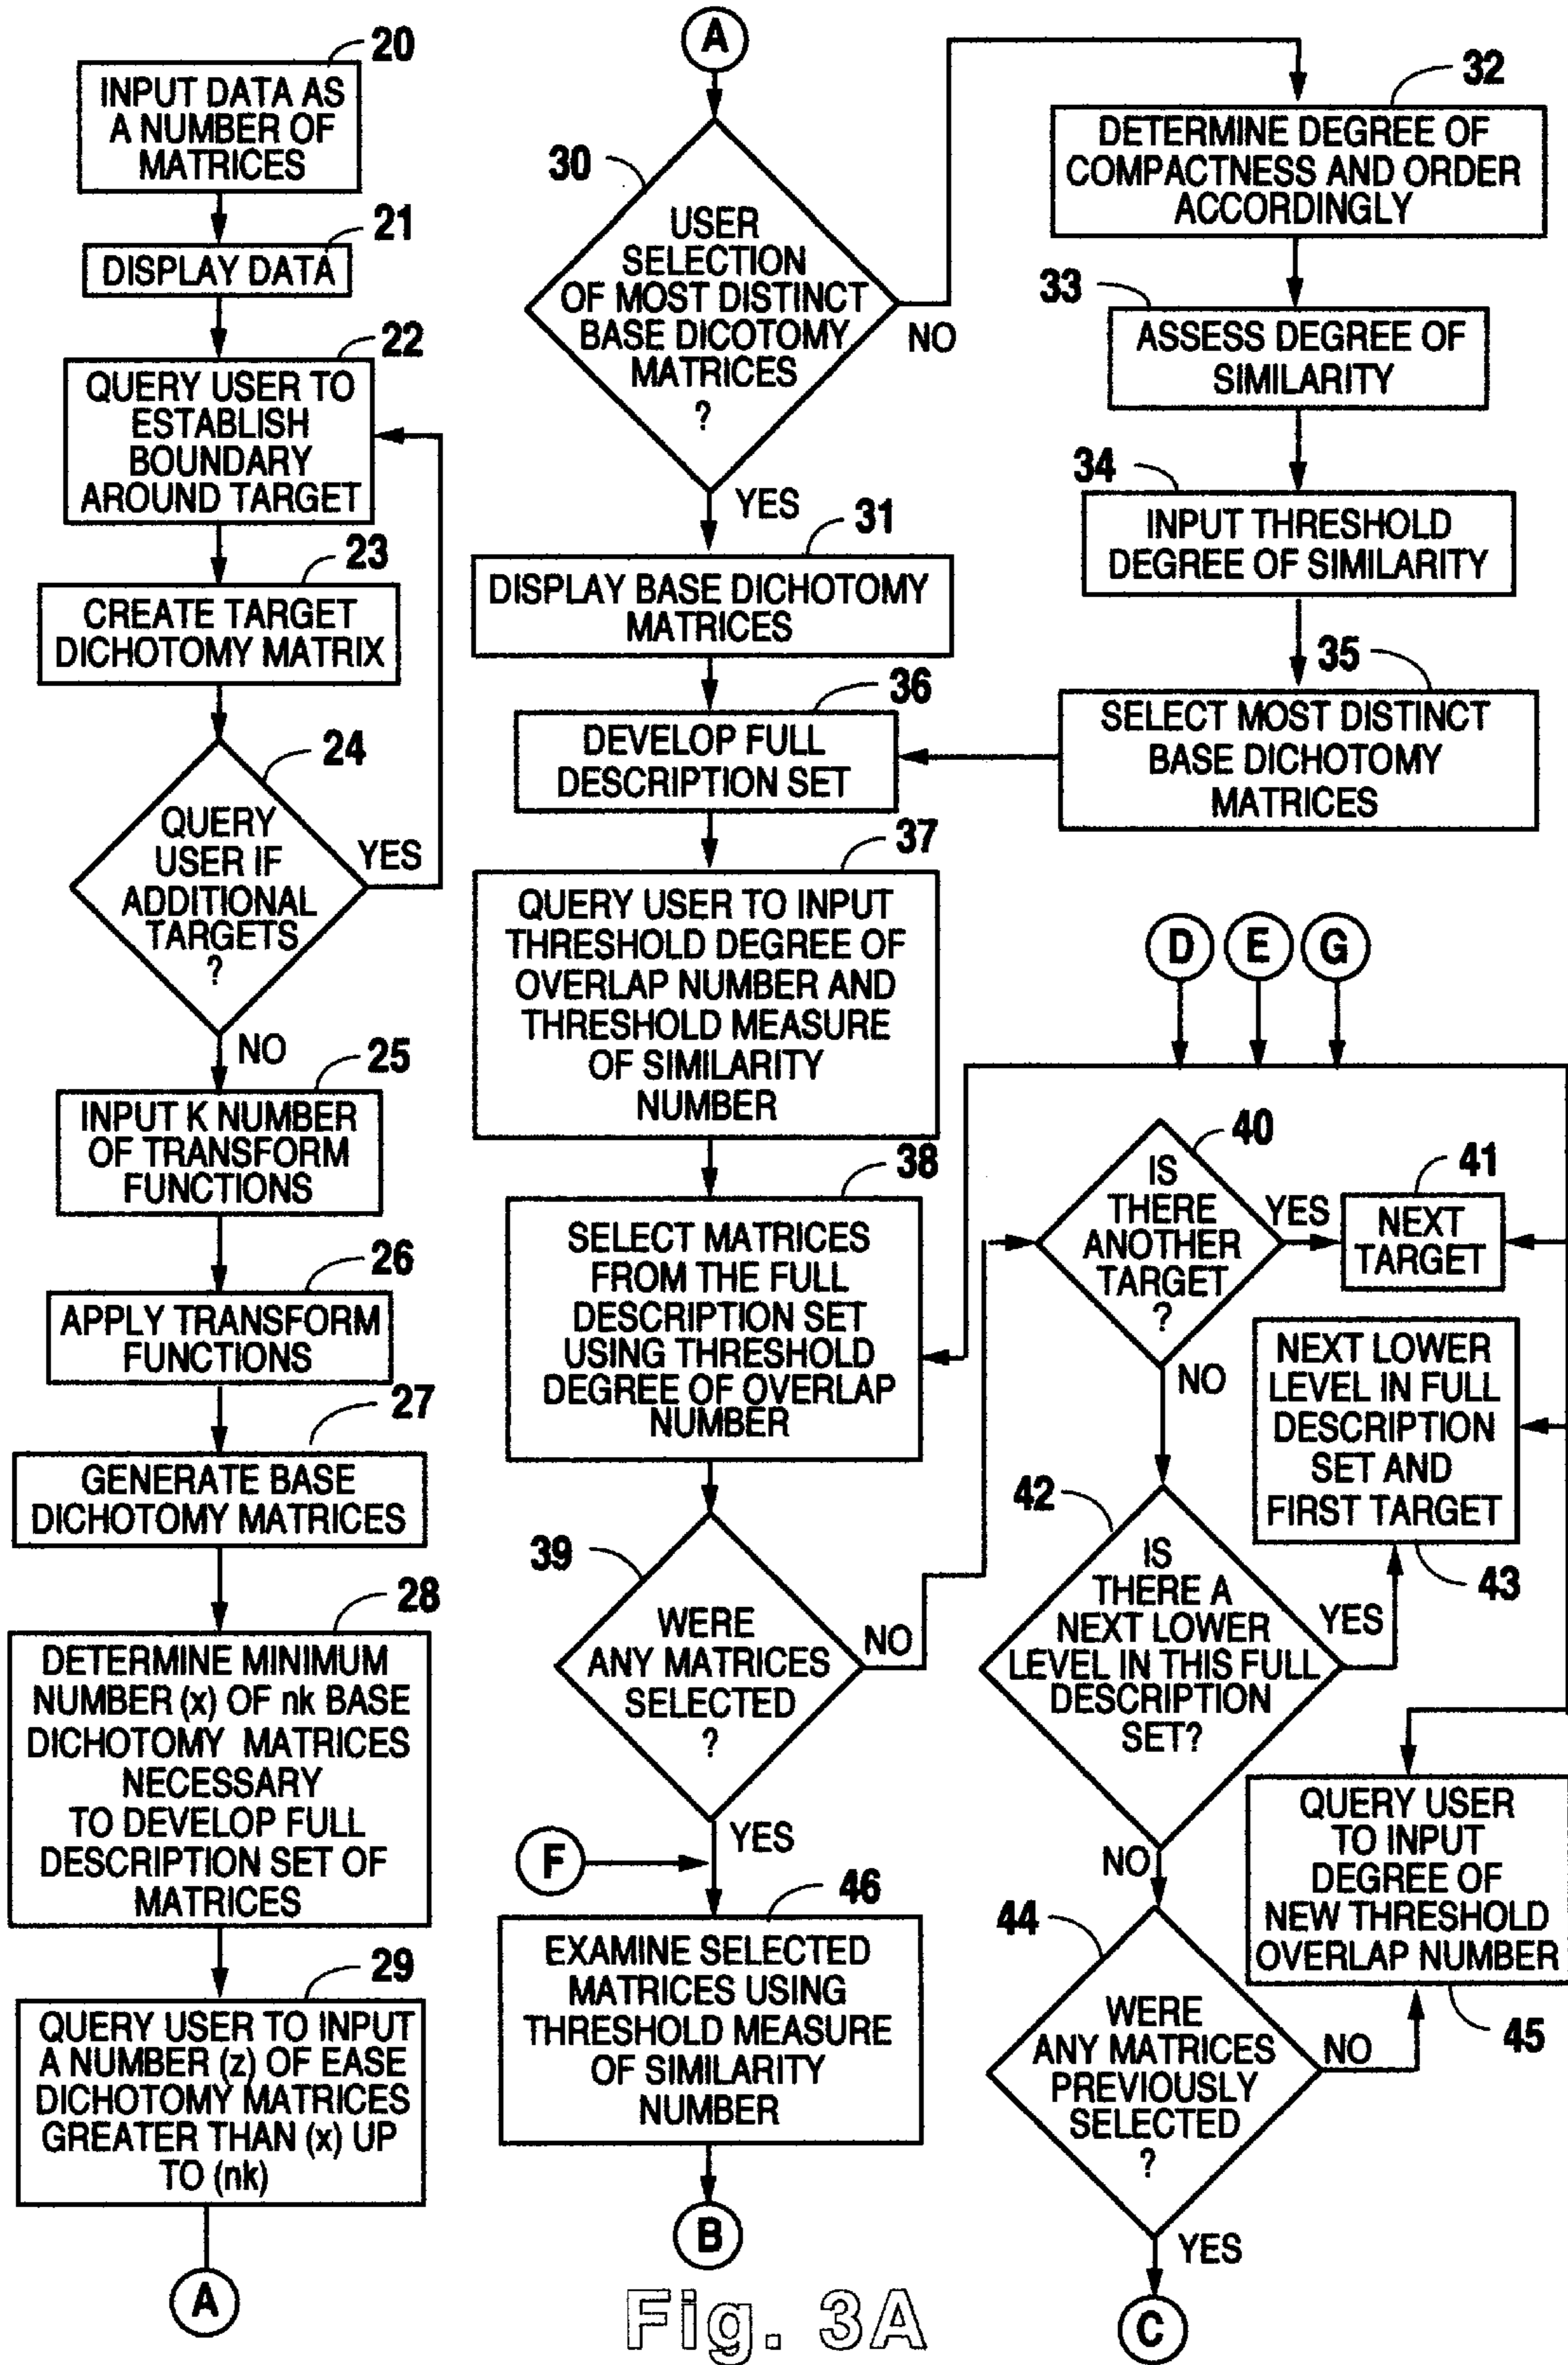 20
INPUT DATA AS
A NUMBER OF
MATRICES
21
DISPLAY DATA
22
QUERY USER TO
ESTABLISH
BOUNDARY
AROUND TARGET
23
CREATE TARGET
DICHOTOMY MATRIX
24
QUERY
USER IF
ADDITIONAL
TARGETS
?
YES
NO
25
INPUT K NUMBER
OF TRANSFORM
FUNCTIONS
26
APPLY TRANSFORM
FUNCTIONS
27
GENERATE BASE
DICHOTOMY MATRICES
28
DETERMINE MINIMUM
NUMBER (x) OF nk BASE
DICHOTOMY MATRICES
NECESSARY
TO DEVELOP FULL
DESCRIPTION SET OF
MATRICES
29
QUERY USER TO INPUT
A NUMBER (z) OF EASE
DICHOTOMY MATRICES
GREATER THAN (x) UP
TO (nk)
A
A
30
USER
SELECTION
OF MOST DISTINCT
BASE DICOTOMY
MATRICES
?
NO
YES
31
DISPLAY BASE DICHOTOMY
MATRICES
36
DEVELOP FULL
DESCRIPTION SET
37
QUERY USER TO INPUT
THRESHOLD DEGREE OF
OVERLAP NUMBER AND
THRESHOLD MEASURE
OF SIMILARITY
NUMBER
38
SELECT MATRICES
FROM THE FULL
DESCRIPTION SET
USING THRESHOLD
DEGREE OF OVERLAP
NUMBER
39
WERE
ANY MATRICES
SELECTED
?
NO
YES
F
46
EXAMINE SELECTED
MATRICES USING
THRESHOLD MEASURE
OF SIMILARITY
NUMBER
B
32
DETERMINE DEGREE OF
COMPACTNESS AND ORDER
ACCORDINGLY
33
ASSESS DEGREE OF
SIMILARITY
34
INPUT THRESHOLD
DEGREE OF SIMILARITY
35
SELECT MOST DISTINCT
BASE DICHOTOMY
MATRICES
D E G
40
IS
THERE
ANOTHER
TARGET
?
YES
NO
41
NEXT
TARGET
42
IS
THERE A
NEXT LOWER
LEVEL IN THIS FULL
DESCRIPTION
SET?
YES
NO
NEXT LOWER
LEVEL IN FULL
DESCRIPTION
SET AND
FIRST TARGET
43
44
WERE
ANY MATRICES
PREVIOUSLY
SELECTED
?
NO
YES
QUERY USER
TO INPUT
DEGREE OF
NEW THRESHOLD
OVERLAP NUMBER
45
C
Fig. 3A